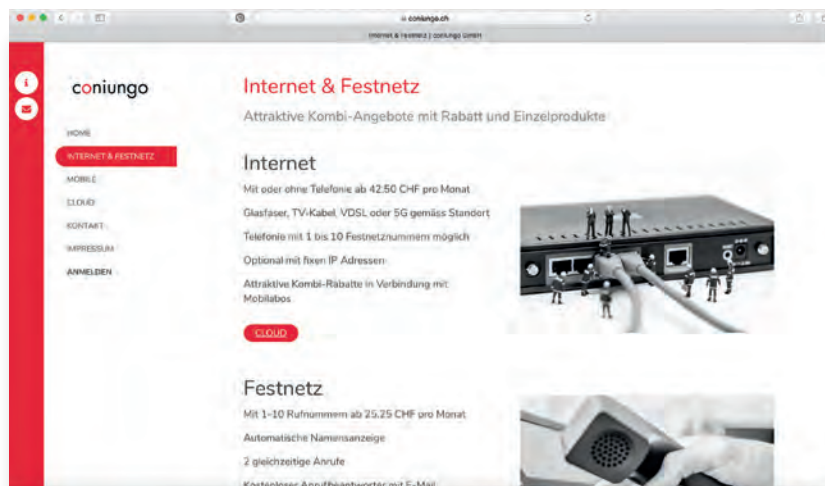 coniungo.ch
Internet & Festnetz | coniungo GmbH
i
coniungo
HOME
INTERNET & FESTNETZ
MOBILE
CLOUD
KONTAKT
IMPRESSUM
ANMELDEN
Internet & Festnetz
Attraktive Kombi-Angebote mit Rabatt und Einzelprodukte
Internet
Mit oder ohne Telefonie ab 42.50 CHF pro Monat
Glasfaser, TV-Kabel, VDSL oder 5G gemäss Standort
Telefonie mit 1 bis 10 Festnetznummern möglich
Optional mit fixen IP Adressen
Attraktive Kombi-Rabatte in Verbindung mit
Mobilabos
CLOUD
Festnetz
Mit 1-10 Rufnummern ab 25.25 CHF pro Monat
Automatische Namensanzeige
2 gleichzeitige Anrufe
Kostenloser Anrufbeantworter mit E-Mail